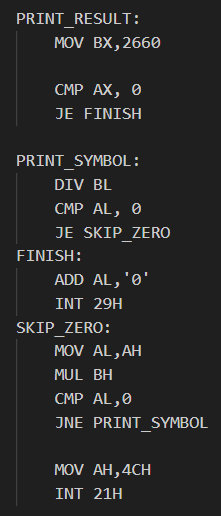 PRINT_RESULT:
MOV BX,2660
CMP AX, 0
JE FINISH
PRINT_SYMBOL:
DIV BL
CMP AL, 0
JE SKIP_ZERO
FINISH:
ADD AL,'0'
INT 29H
SKIP_ZERO:
MOV AL,AH
MUL BH
CMP AL,0
JNE PRINT_SYMBOL
MOV AH,4CH
INT 21H